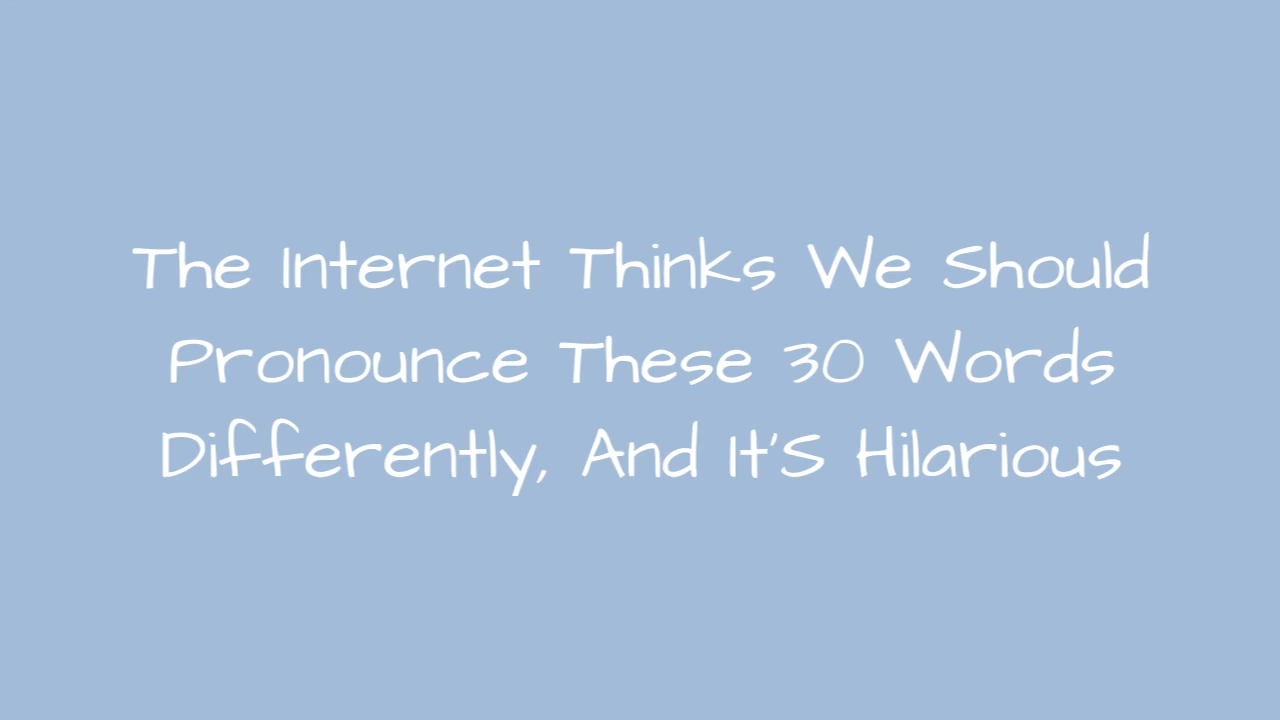 The Internet Thinks We Should
Pronounce These 30 Words
Differently, And It'S Hilarious